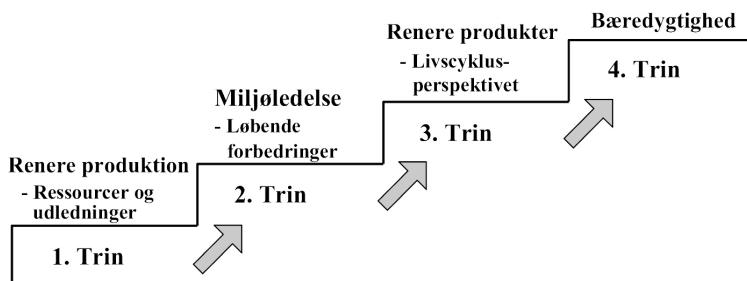 Renere produktion
- Ressourcer og
udledninger
1. Trin
Miljøledelse
- Løbende
forbedringer
2. Trin
Renere produkter
- Livscyklus-
perspektivet
3. Trin
Bæredygtighed
4. Trin